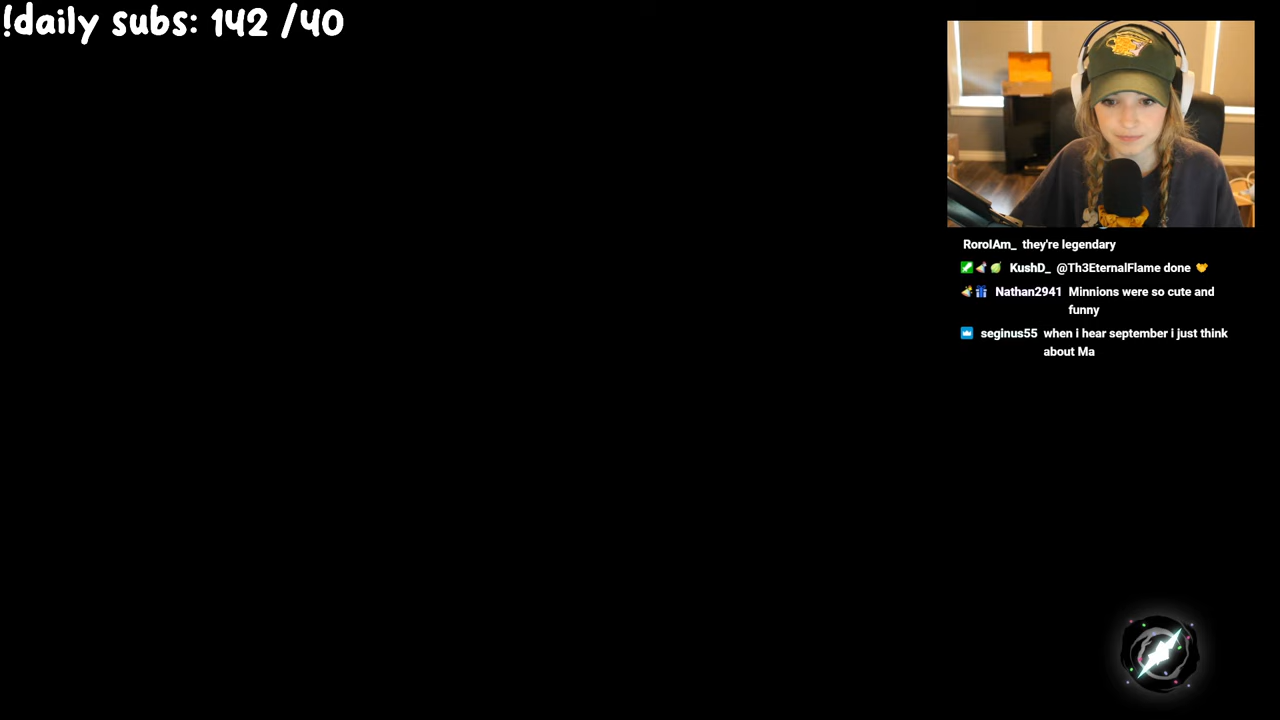 !daily subs: 142 /40
RoroIAm_ they're legendary
KushD_ @Th3EternalFlame done 🤝
Nathan2941 Minnions were so cute and
funny
seginus55 when i hear september i just think
about Ma